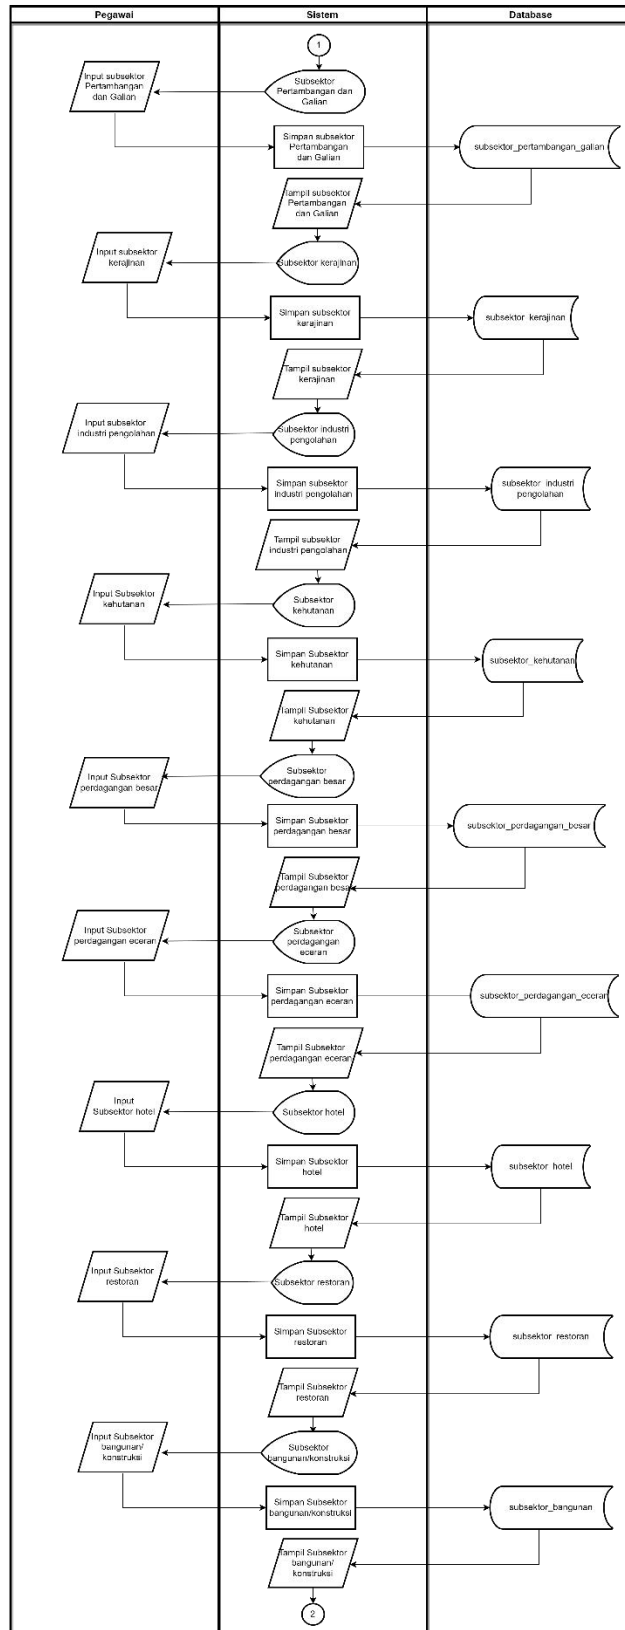 Pegawai
Sistem
Database
1
Input subsektor
Pertambangan
dan Galian
Subsektor
Pertambangan dan
Galian
Simpan subsektor
Pertambangan
dan Galian
subsektor_pertambangan_galian
Tampil subsektor
Pertambangan
dan Galian
Input subsektor
kerajinan
Subsektor kerajinan
Simpan subsektor
kerajinan
subsektor_kerajinan
Tampil subsektor
kerajinan
Input subsektor
industri pengolahan
Subsektor industri
pengolahan
Simpan subsektor
industri pengolahan
subsektor_industri
pengolahan
Tampil subsektor
industri pengolahan
Input Subsektor
kehutanan
Subsektor
kehutanan
Simpan Subsektor
kehutanan
subsektor_kehutanan
Tampil Subsektor
kehutanan
Input Subsektor
perdagangan besar
Subsektor
perdagangan besar
Simpan Subsektor
perdagangan besar
subsektor_perdagangan_besar
Tampil Subsektor
perdagangan besar
Input Subsektor
perdagangan eceran
Subsektor
perdagangan
eceran
Simpan Subsektor
perdagangan eceran
subsektor_perdagangan_eceran
Tampil Subsektor
perdagangan eceran
Input
Subsektor hotel
Subsektor hotel
Simpan Subsektor
hotel
subsektor_hotel
Tampil Subsektor
hotel
Input Subsektor
restoran
Subsektor restoran
Simpan Subsektor
restoran
subsektor_restoran
Tampil Subsektor
restoran
Input Subsektor
bangunan/
konstruksi
Subsektor
bangunan/konstruksi
Simpan Subsektor
bangunan/konstruksi
subsektor_bangunan
Tampil Subsektor
bangunan/
konstruksi
2